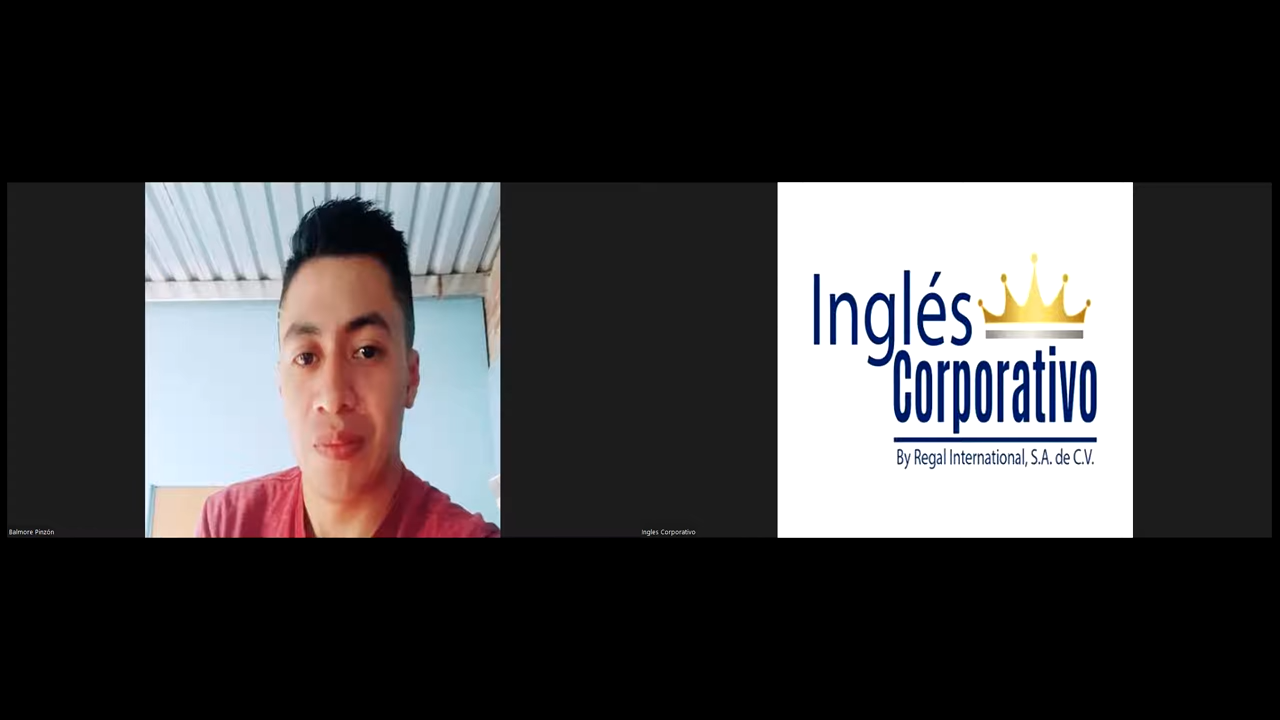 Inglés
Corporativo
By Regal International, S.A. de C.V.
Balmore Pinzón
Ingles Corporativo